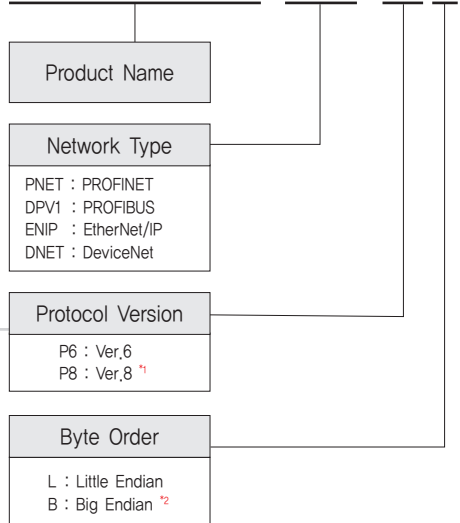 Product Name
Network Type
PNET : PROFINET
DPV1 : PROFIBUS
ENIP : EtherNet/IP
DNET : DeviceNet
Protocol Version
P6 : Ver.6
P8 : Ver.8 *1
Byte Order
L : Little Endian
B : Big Endian *2